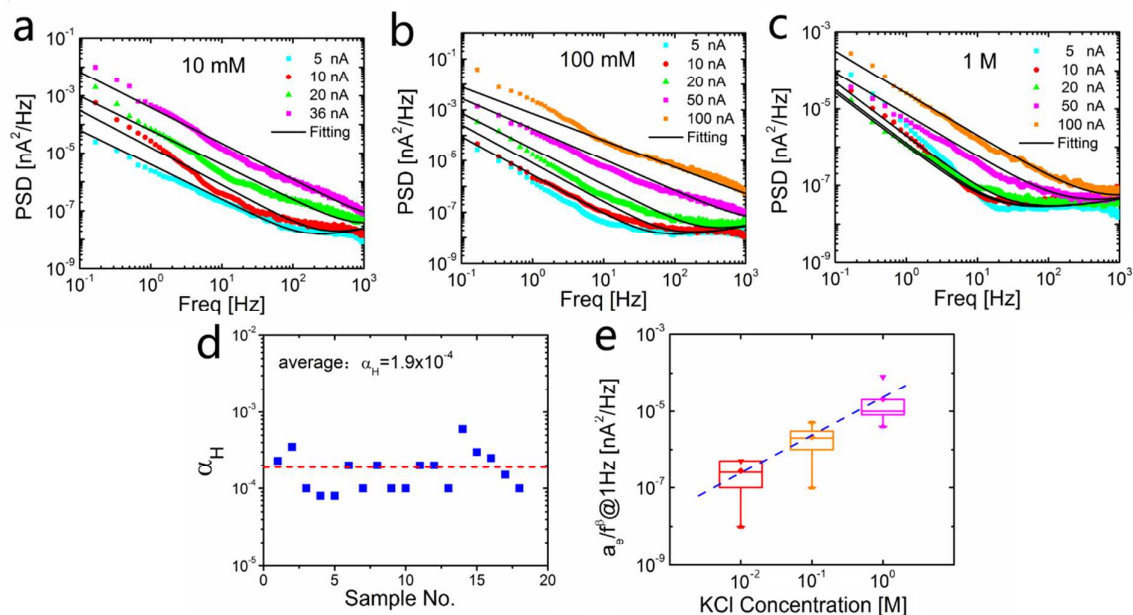 a
10 mM
5 nA
10 nA
20 nA
36 nA
Fitting
PSD [nA²/Hz]
10⁻¹
10⁻³
10⁻⁵
10⁻⁷
10⁻⁹
10⁻¹ 10⁰ 10¹ 10² 10³
Freq [Hz]
b
100 mM
5 nA
10 nA
20 nA
50 nA
100 nA
Fitting
PSD [nA²/Hz]
10⁰
10⁻²
10⁻⁴
10⁻⁶
10⁻⁸
10⁻¹ 10⁰ 10¹ 10² 10³
Freq [Hz]
c
1 M
5 nA
10 nA
20 nA
50 nA
100 nA
Fitting
PSD [nA²/Hz]
10⁻³
10⁻⁵
10⁻⁷
10⁻⁹
10⁻¹ 10⁰ 10¹ 10² 10³
Freq [Hz]
d
average: α_H=1.9x10⁻⁴
α_H
10⁻²
10⁻³
10⁻⁴
10⁻⁵
0 5 10 15 20
Sample No.
e
aₑ/f^β@1Hz [nA²/Hz]
10⁻³
10⁻⁵
10⁻⁷
10⁻⁹
10⁻² 10⁻¹ 10⁰
KCl Concentration [M]